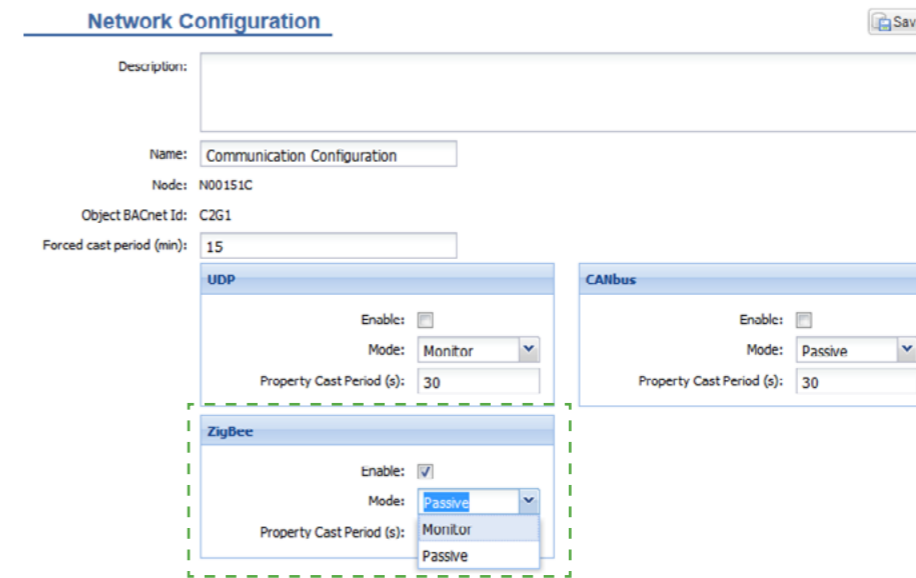 Network Configuration
Sav
Description:
Name: Communication Configuration
Node: N00151C
Object BACnet Id: C2G1
Forced cast period (min): 15
UDP
Enable:
Mode: Monitor
Property Cast Period (s): 30
CANbus
Enable:
Mode: Passive
Property Cast Period (s): 30
ZigBee
Enable:
Mode: Passive
Property Cast Period (s):
Monitor
Passive